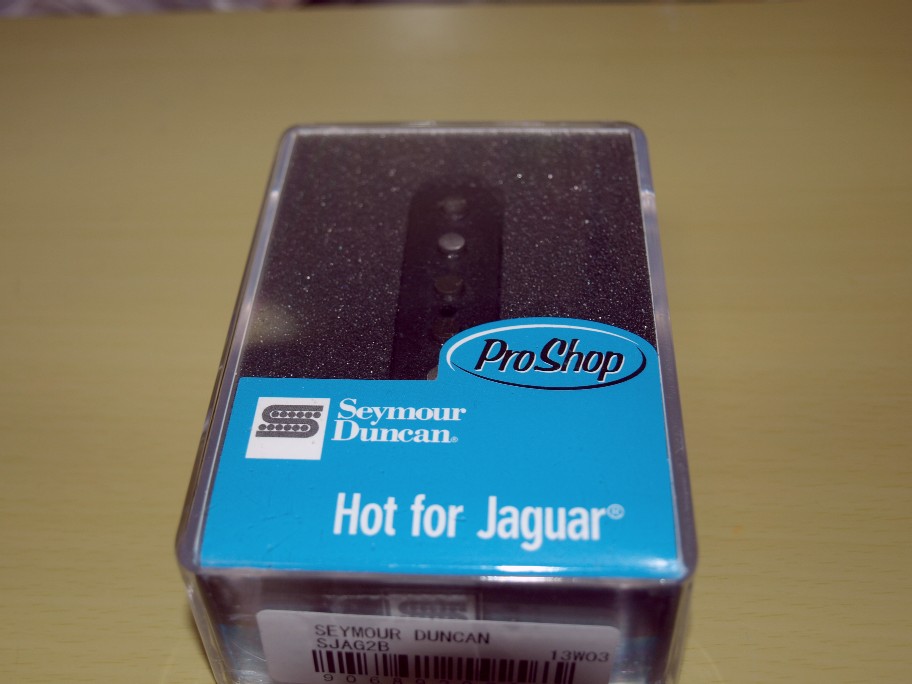 ProShop
Seymour
Duncan®
Hot for Jaguar®
SEYMOUR DUNCAN
SJAG2B
13W03